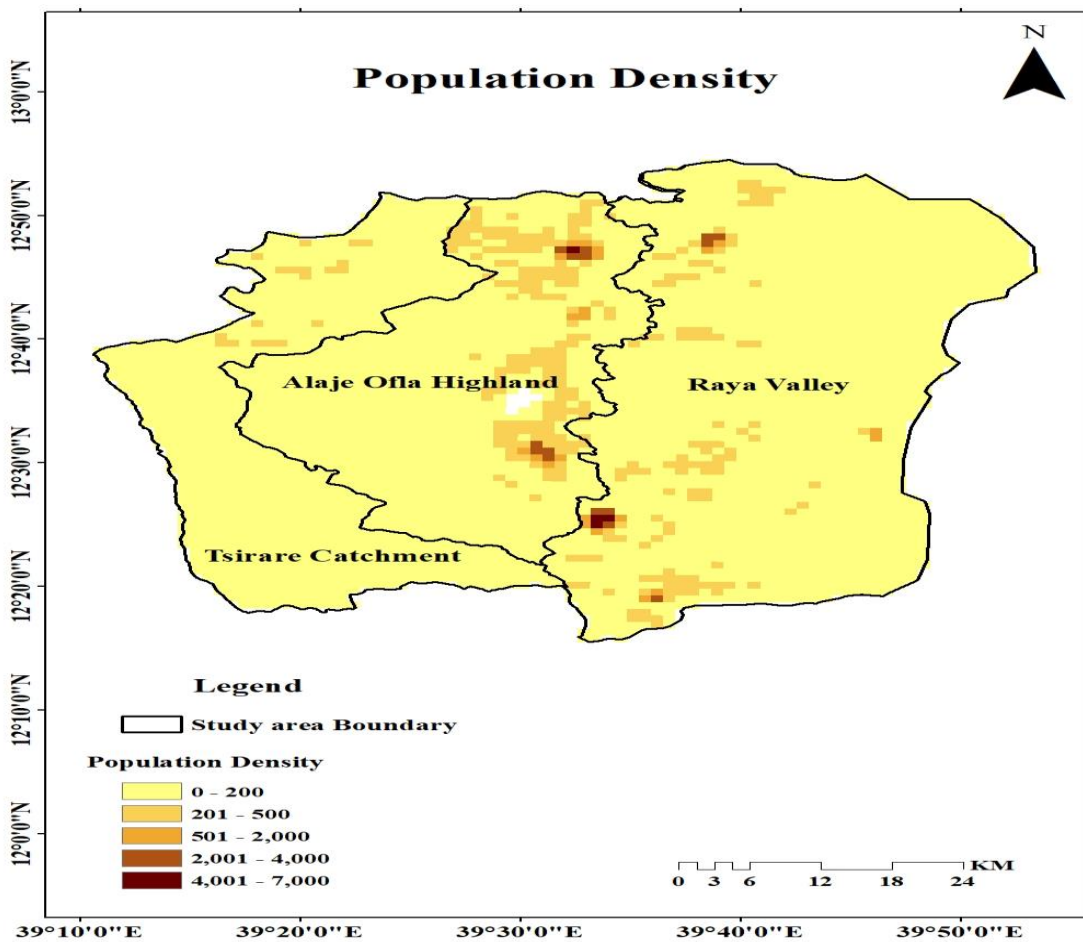 N
Population Density
13°0'0"N
12°50'0"N
12°40'0"N
12°30'0"N
12°20'0"N
12°10'0"N
12°0'0"N
Alaje Ofla Highland
Raya Valley
Tsirare Catchment
Legend
Study area Boundary
Population Density
0 - 200
201 - 500
501 - 2,000
2,001 - 4,000
4,001 - 7,000
KM
0 3 6 12 18 24
39°10'0"E 39°20'0"E 39°30'0"E 39°40'0"E 39°50'0"E